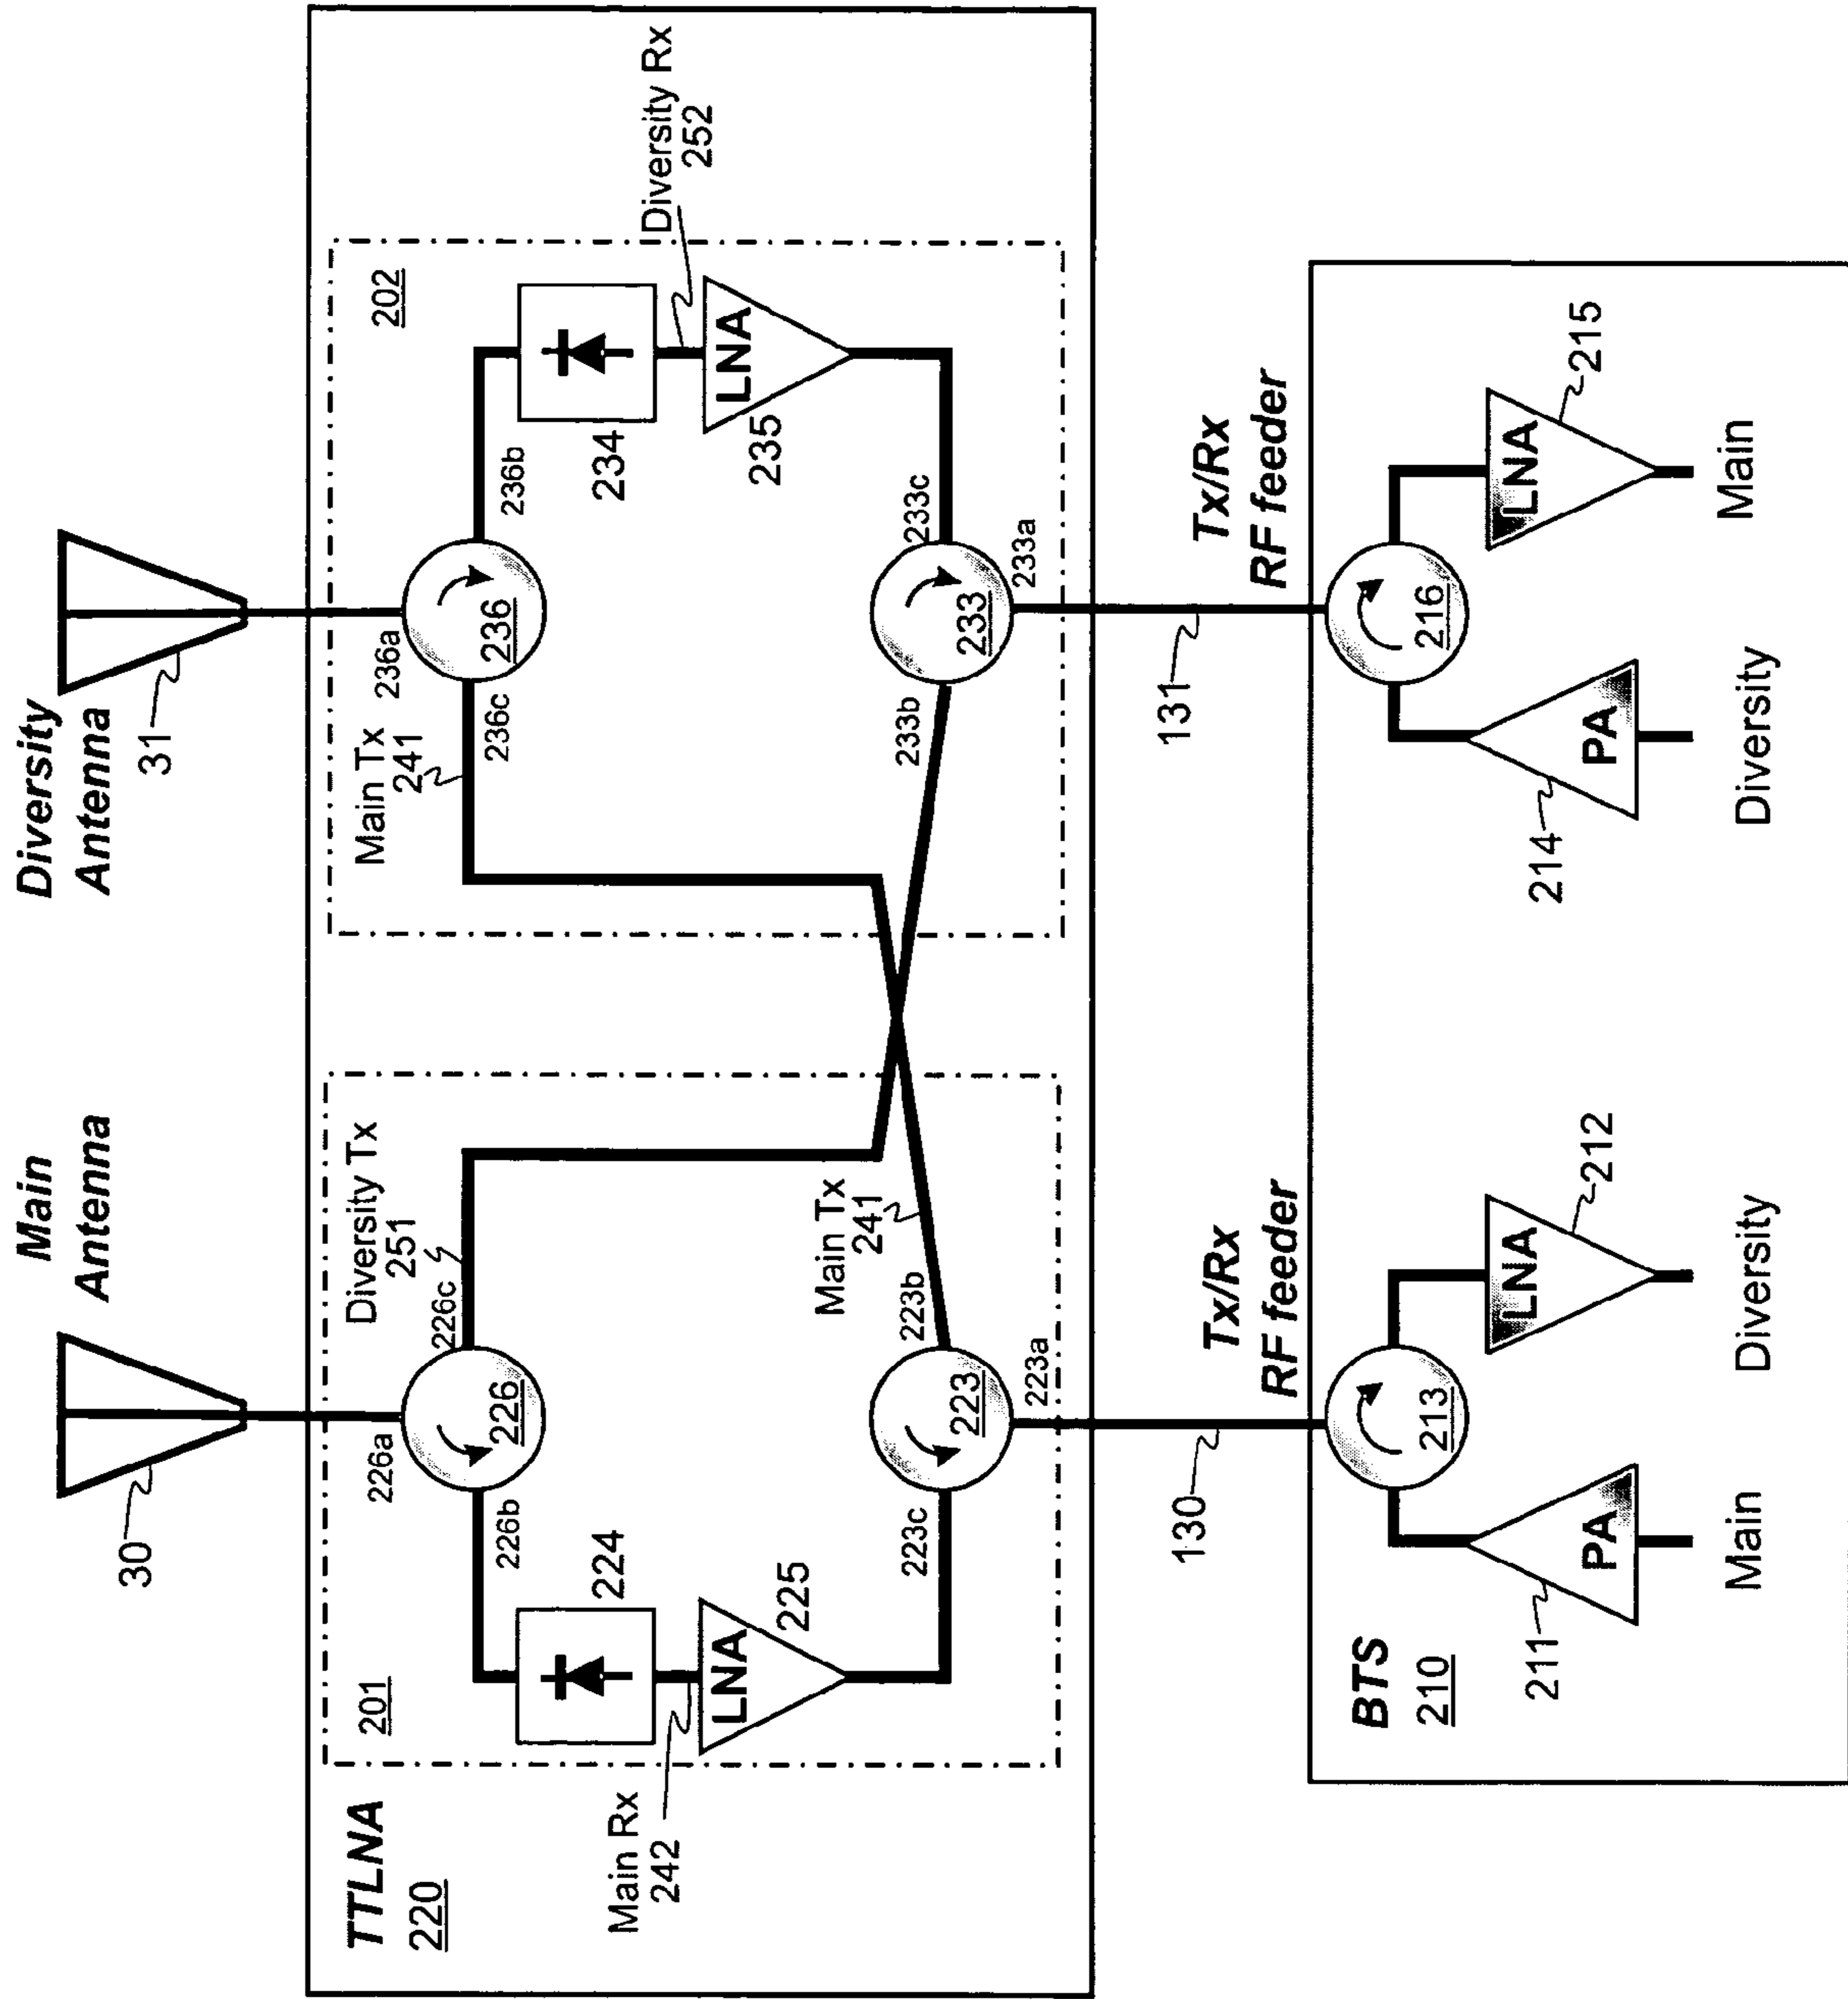 Main
Antenna
Diversity
Antenna
30
31
TTLNA
220
201
202
226a
226
226b
226c
Diversity Tx
251
224
Main Rx
242
LNA
225
223c
223
223b
223a
Main Tx
241
Main Tx
241
236a
236
236c
236b
234
Diversity Rx
252
LNA
235
233c
233
233b
233a
130
Tx/Rx
RF feeder
131
Tx/Rx
RF feeder
BTS
210
213
211
PA
Main
LNA
212
Diversity
216
214
PA
Diversity
LNA
215
Main